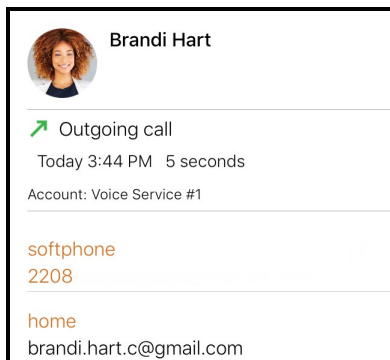 Brandi Hart
Outgoing call
Today 3:44 PM 5 seconds
Account: Voice Service #1
softphone
2208
home
brandi.hart.c@gmail.com